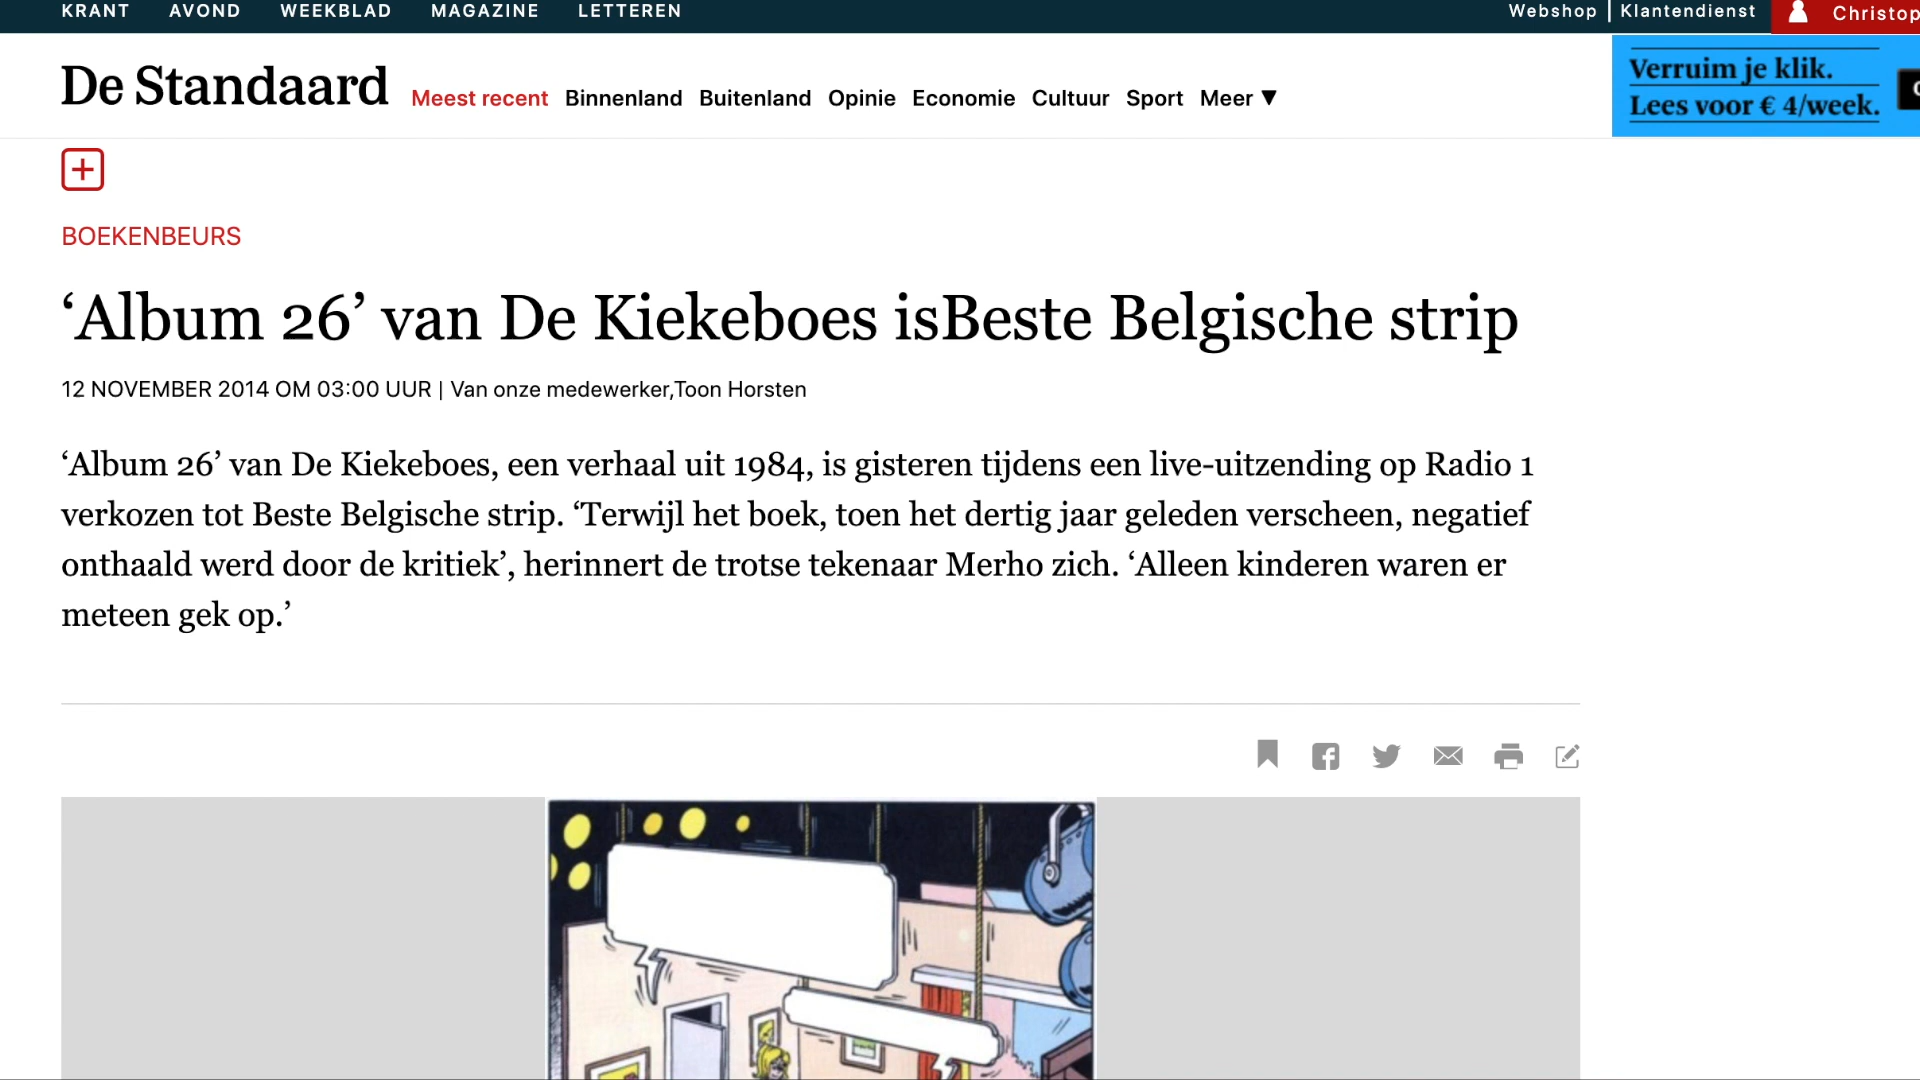 KRANT AVOND WEEKBLAD MAGAZINE LETTEREN Webshop | Klantendienst Christop
De Standaard Meest recent Binnenland Buitenland Opinie Economie Cultuur Sport Meer ▼
Verruim je klik.
Lees voor € 4/week.
BOEKENBEURS
‘Album 26’ van De Kiekeboes isBeste Belgische strip
12 NOVEMBER 2014 OM 03:00 UUR | Van onze medewerker,Toon Horsten
‘Album 26’ van De Kiekeboes, een verhaal uit 1984, is gisteren tijdens een live-uitzending op Radio 1
verkozen tot Beste Belgische strip. ‘Terwijl het boek, toen het dertig jaar geleden verscheen, negatief
onthaald werd door de kritiek’, herinnert de trotse tekenaar Merho zich. ‘Alleen kinderen waren er
meteen gek op.’